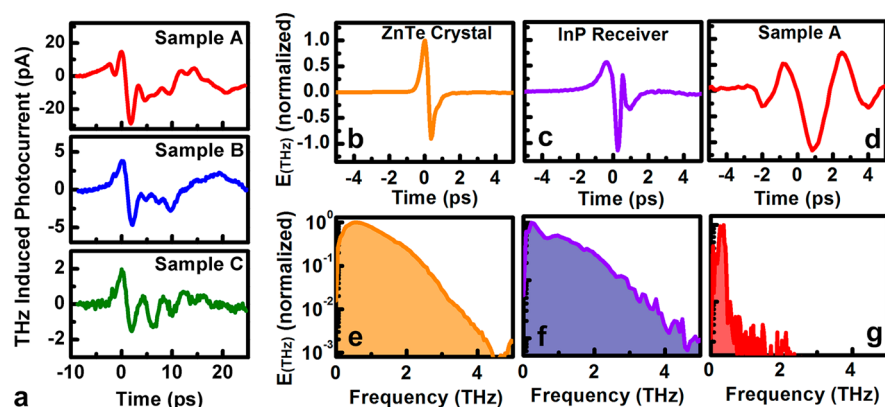 THz Induced Photocurrent (pA)
Sample A
20
0
-20
Sample B
5
0
-5
Sample C
2
0
-2
-10 0 10 20
Time (ps)
a
E(THz) (normalized)
1.0
0.5
0.0
-0.5
-1.0
ZnTe Crystal
b
-4 -2 0 2 4
Time (ps)
InP Receiver
c
-4 -2 0 2 4
Time (ps)
Sample A
d
-4 -2 0 2 4
Time (ps)
E(THz) (normalized)
10⁰
10⁻¹
10⁻²
10⁻³
e
0 2 4
Frequency (THz)
f
0 2 4
Frequency (THz)
g
0 2 4
Frequency (THz)